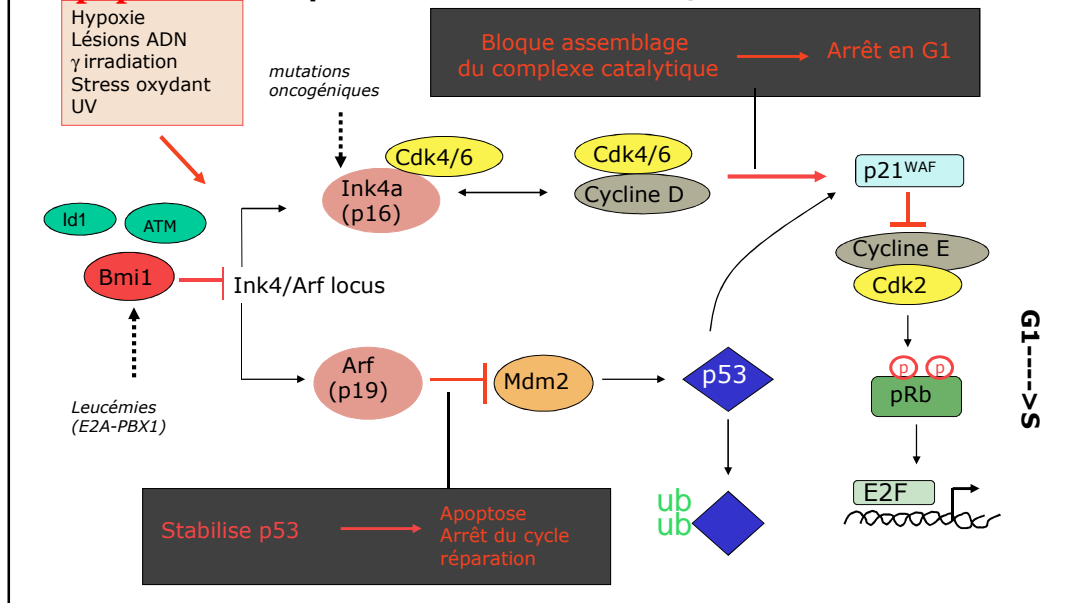 Hypoxie
Lésions ADN
γ irradiation
Stress oxydant
UV
mutations
oncogéniques
Bloque assemblage
du complexe catalytique
Arrêt en G1
Cdk4/6
Ink4a
(p16)
Cdk4/6
Cycline D
p21WAF
Id1
ATM
Bmi1
Ink4/Arf locus
Cycline E
Cdk2
G1----->S
Arf
(p19)
Mdm2
p53
p
p
pRb
Leucémies
(E2A-PBX1)
E2F
ub
ub
Stabilise p53
Apoptose
Arrêt du cycle
réparation